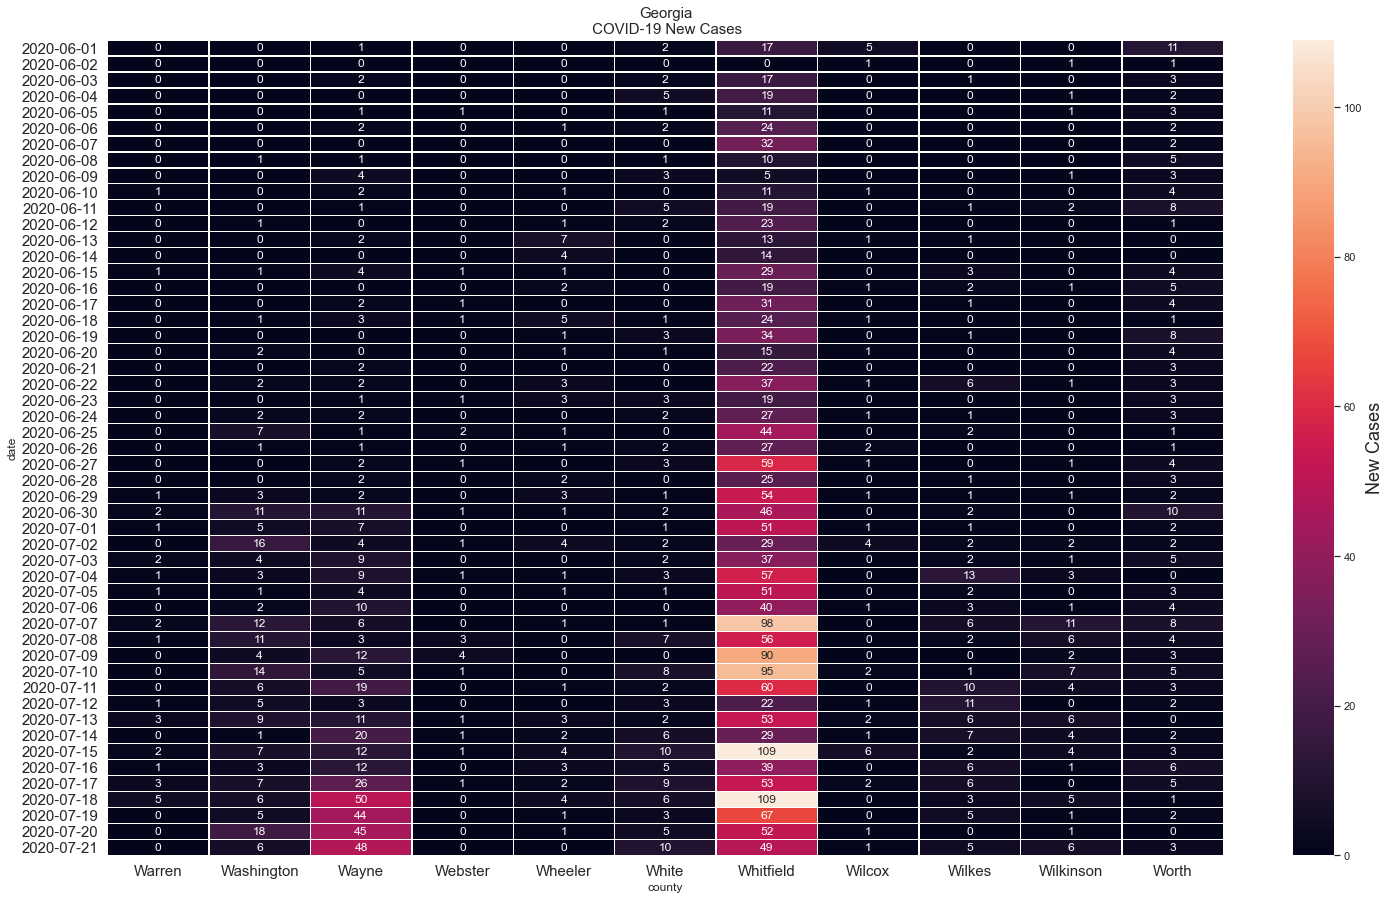 Georgia
COVID-19 New Cases
2020-06-01 0 0 1 0 0 2 17 5 0 0 11
2020-06-02 0 0 0 0 0 0 0 1 0 1 1
2020-06-03 0 0 2 0 0 2 17 0 1 0 3
2020-06-04 0 0 0 0 0 5 19 0 0 1 2
2020-06-05 0 0 1 1 0 1 11 0 0 1 3
2020-06-06 0 0 2 0 1 2 24 0 0 0 2
2020-06-07 0 0 0 0 0 0 32 0 0 0 2
2020-06-08 0 1 1 0 0 1 10 0 0 0 5
2020-06-09 0 0 4 0 0 3 5 0 0 1 3
2020-06-10 1 0 2 0 1 0 11 1 0 0 4
2020-06-11 0 0 1 0 0 5 19 0 1 2 8
2020-06-12 0 1 0 0 1 2 23 0 0 0 1
2020-06-13 0 0 2 0 7 0 13 1 1 0 0
2020-06-14 0 0 0 0 4 0 14 0 0 0 0
2020-06-15 1 1 4 1 1 0 29 0 3 0 4
2020-06-16 0 0 0 0 2 0 19 1 2 1 5
2020-06-17 0 0 2 1 0 0 31 0 1 0 4
2020-06-18 0 1 3 1 5 1 24 1 0 0 1
2020-06-19 0 0 0 0 1 3 34 0 1 0 8
2020-06-20 0 2 0 0 1 1 15 1 0 0 4
2020-06-21 0 0 2 0 0 0 22 0 0 0 3
2020-06-22 0 2 2 0 3 0 37 1 6 1 3
2020-06-23 0 0 1 1 3 3 19 0 0 0 3
2020-06-24 0 2 2 0 0 2 27 1 1 0 3
2020-06-25 0 7 1 2 1 0 44 0 2 0 1
2020-06-26 0 1 1 0 1 2 27 2 0 0 1
2020-06-27 0 0 2 1 0 3 59 1 0 1 4
2020-06-28 0 0 2 0 2 0 25 0 1 0 3
2020-06-29 1 3 2 0 3 1 54 1 1 1 2
2020-06-30 2 11 11 1 1 2 46 0 2 0 10
2020-07-01 1 5 7 0 0 1 51 1 1 0 2
2020-07-02 0 16 4 1 4 2 29 4 2 2 2
2020-07-03 2 4 9 0 0 2 37 0 2 1 5
2020-07-04 1 3 9 1 1 3 57 0 13 3 0
2020-07-05 1 1 4 0 1 1 51 0 2 0 3
2020-07-06 0 2 10 0 0 0 40 1 3 1 4
2020-07-07 2 12 6 0 1 1 98 0 6 11 8
2020-07-08 1 11 3 3 0 7 56 0 2 6 4
2020-07-09 0 4 12 4 0 0 90 0 0 2 3
2020-07-10 0 14 5 1 0 8 95 2 1 7 5
2020-07-11 0 6 19 0 1 2 60 0 10 4 3
2020-07-12 1 5 3 0 0 3 22 1 11 0 2
2020-07-13 3 9 11 1 3 2 53 2 6 6 0
2020-07-14 0 1 20 1 2 6 29 1 7 4 2
2020-07-15 2 7 12 1 4 10 109 6 2 4 3
2020-07-16 1 3 12 0 3 5 39 0 6 1 6
2020-07-17 3 7 26 1 2 9 53 2 6 0 5
2020-07-18 5 6 50 0 4 6 109 0 3 5 1
2020-07-19 0 5 44 0 1 3 67 0 5 1 2
2020-07-20 0 18 45 0 1 5 52 1 0 1 0
2020-07-21 0 6 48 0 0 10 49 1 5 6 3
Warren Washington Wayne Webster Wheeler White Whitfield Wilcox Wilkes Wilkinson Worth
county
date
100
80
60
40
20
0
New Cases